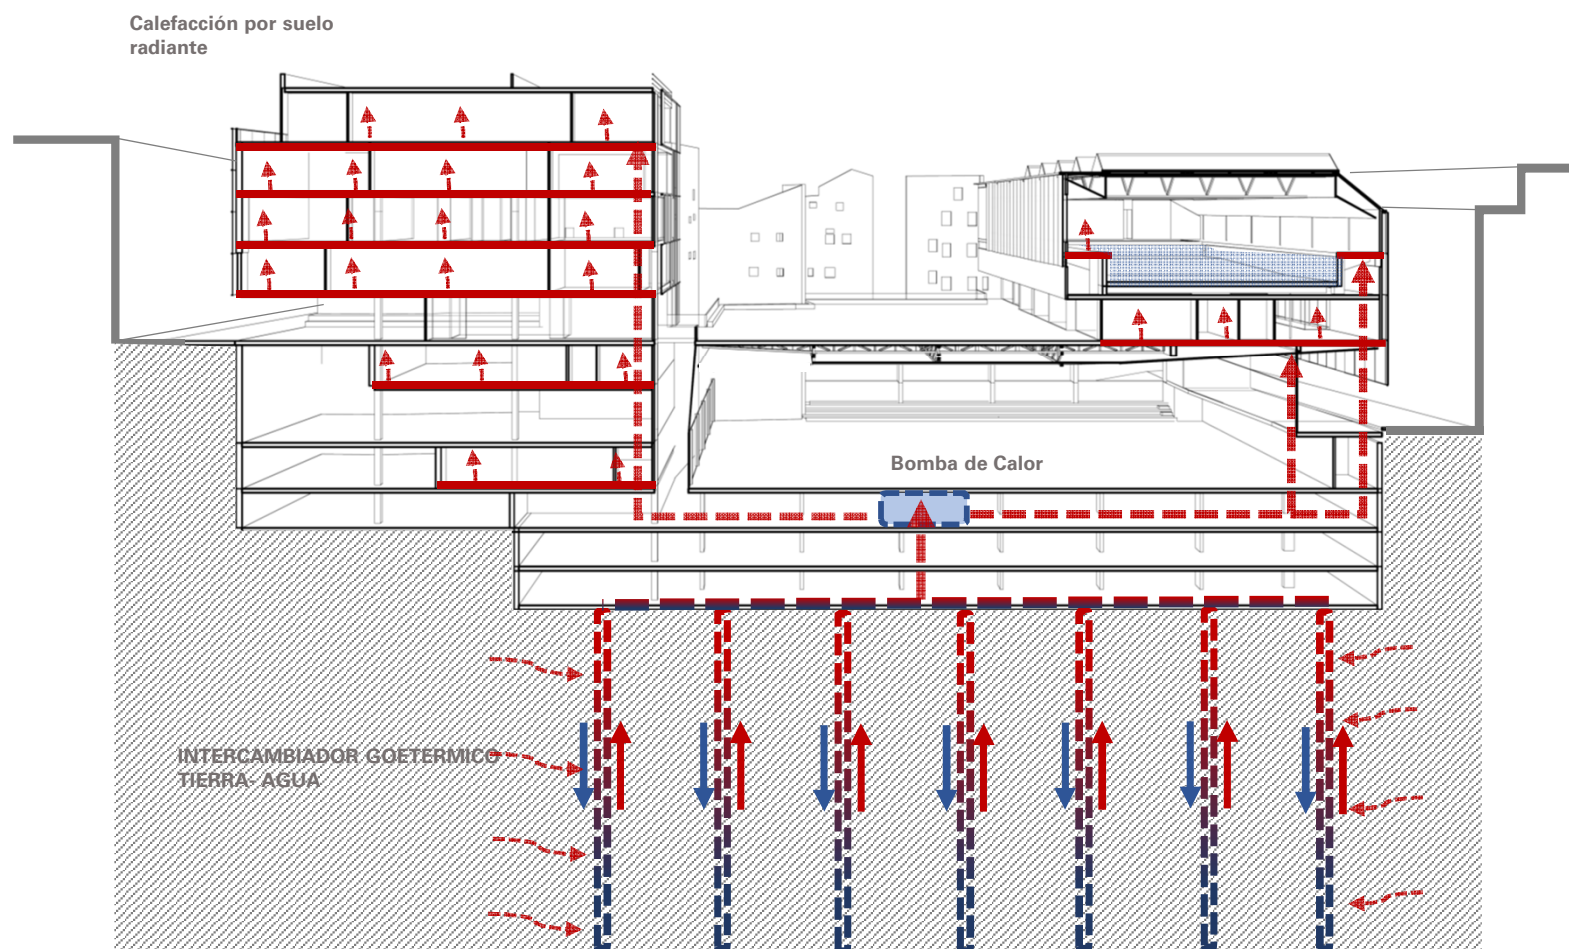 Calefacción por suelo
radiante
Bomba de Calor
INTERCAMBIADOR GOETERMICO
TIERRA- AGUA